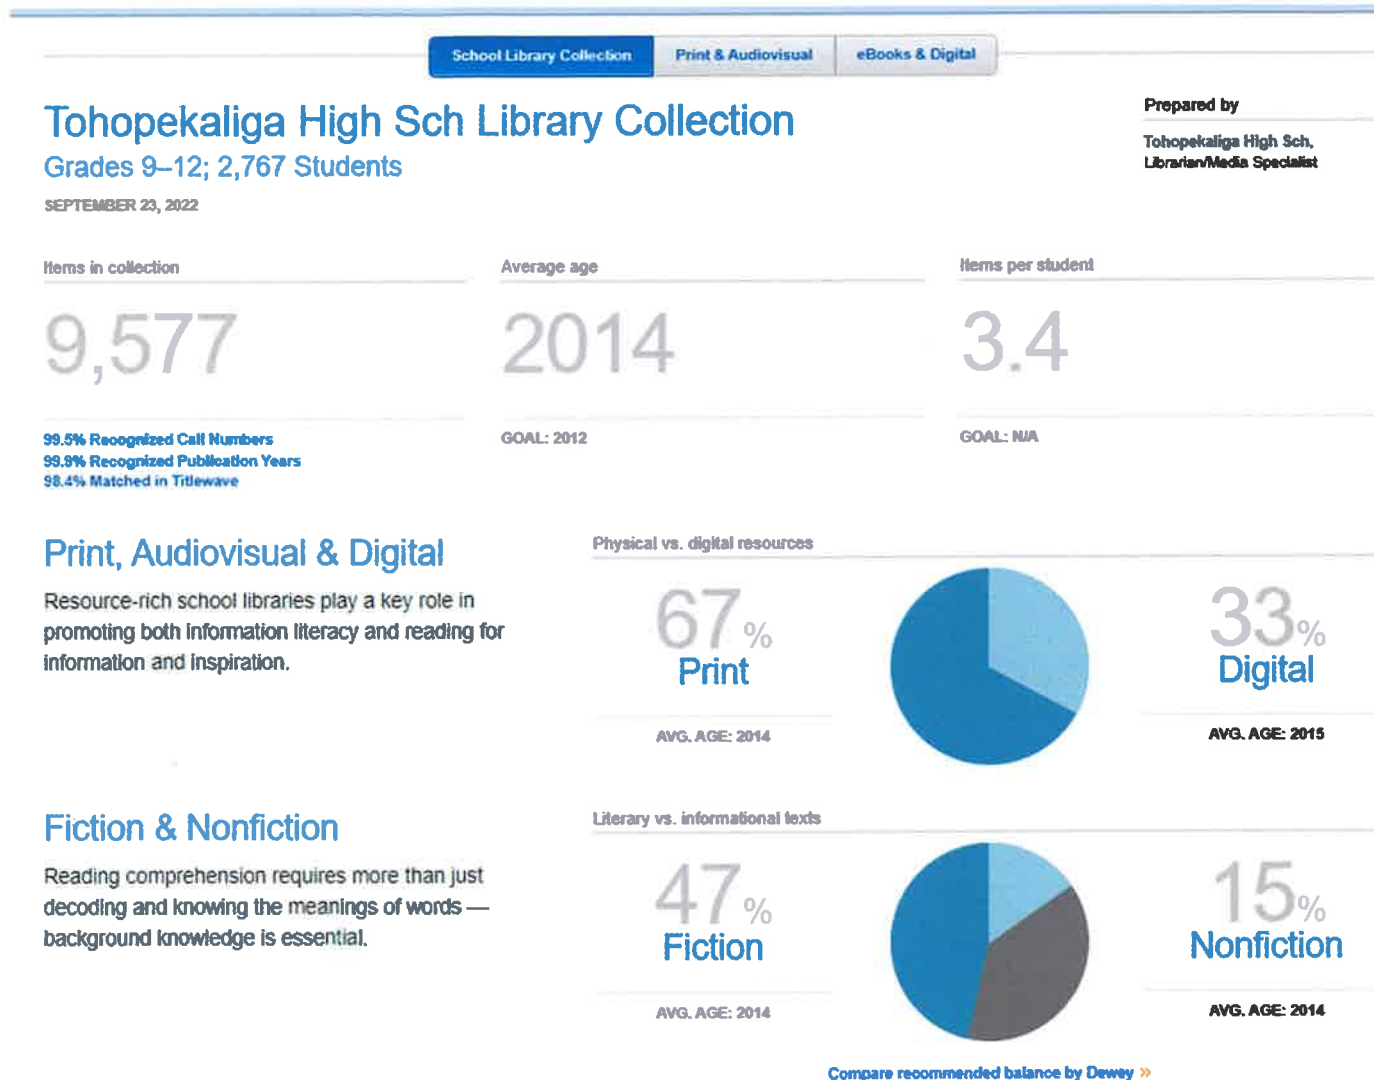 School Library Collection
Print & Audiovisual
eBooks & Digital
Tohopekaliga High Sch Library Collection
Grades 9–12; 2,767 Students
SEPTEMBER 23, 2022
Prepared by
Tohopekaliga High Sch,
Librarian/Media Specialist
Items in collection
9,577
99.5% Recognized Call Numbers
99.9% Recognized Publication Years
98.4% Matched in Titlewave
Average age
2014
GOAL: 2012
Items per student
3.4
GOAL: N/A
Print, Audiovisual & Digital
Resource-rich school libraries play a key role in
promoting both information literacy and reading for
information and inspiration.
Physical vs. digital resources
67%
Print
AVG. AGE: 2014
33%
Digital
AVG. AGE: 2015
Fiction & Nonfiction
Reading comprehension requires more than just
decoding and knowing the meanings of words —
background knowledge is essential.
Literary vs. informational texts
47%
Fiction
AVG. AGE: 2014
15%
Nonfiction
AVG. AGE: 2014
Compare recommended balance by Dewey »